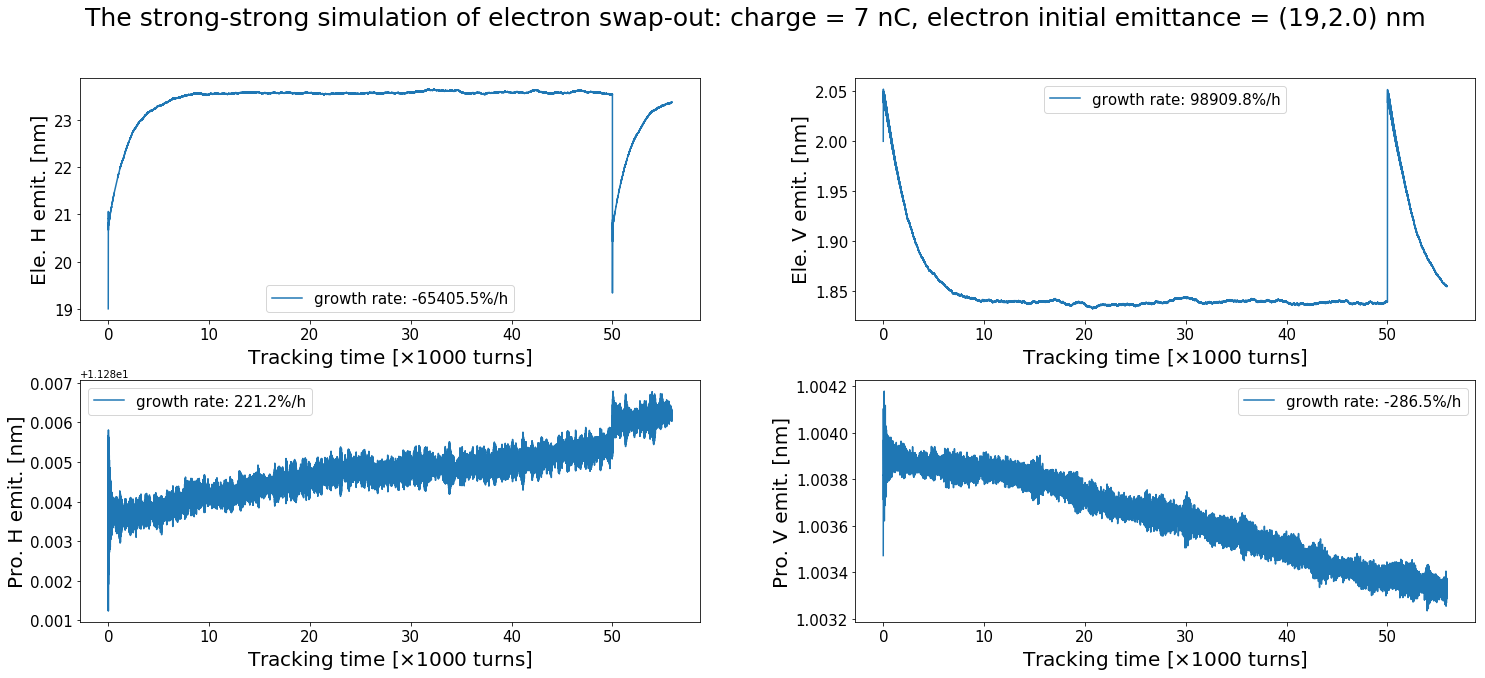 The strong-strong simulation of electron swap-out: charge = 7 nC, electron initial emittance = (19,2.0) nm
Ele. H emit. [nm]
23
22
21
20
19
growth rate: -65405.5%/h
0 10 20 30 40 50
Tracking time [×1000 turns]
Ele. V emit. [nm]
2.05
2.00
1.95
1.90
1.85
growth rate: 98909.8%/h
0 10 20 30 40 50
Tracking time [×1000 turns]
+1.128e1
Pro. H emit. [nm]
0.007
0.006
0.005
0.004
0.003
0.002
0.001
growth rate: 221.2%/h
0 10 20 30 40 50
Tracking time [×1000 turns]
Pro. V emit. [nm]
1.0042
1.0040
1.0038
1.0036
1.0034
1.0032
growth rate: -286.5%/h
0 10 20 30 40 50
Tracking time [×1000 turns]